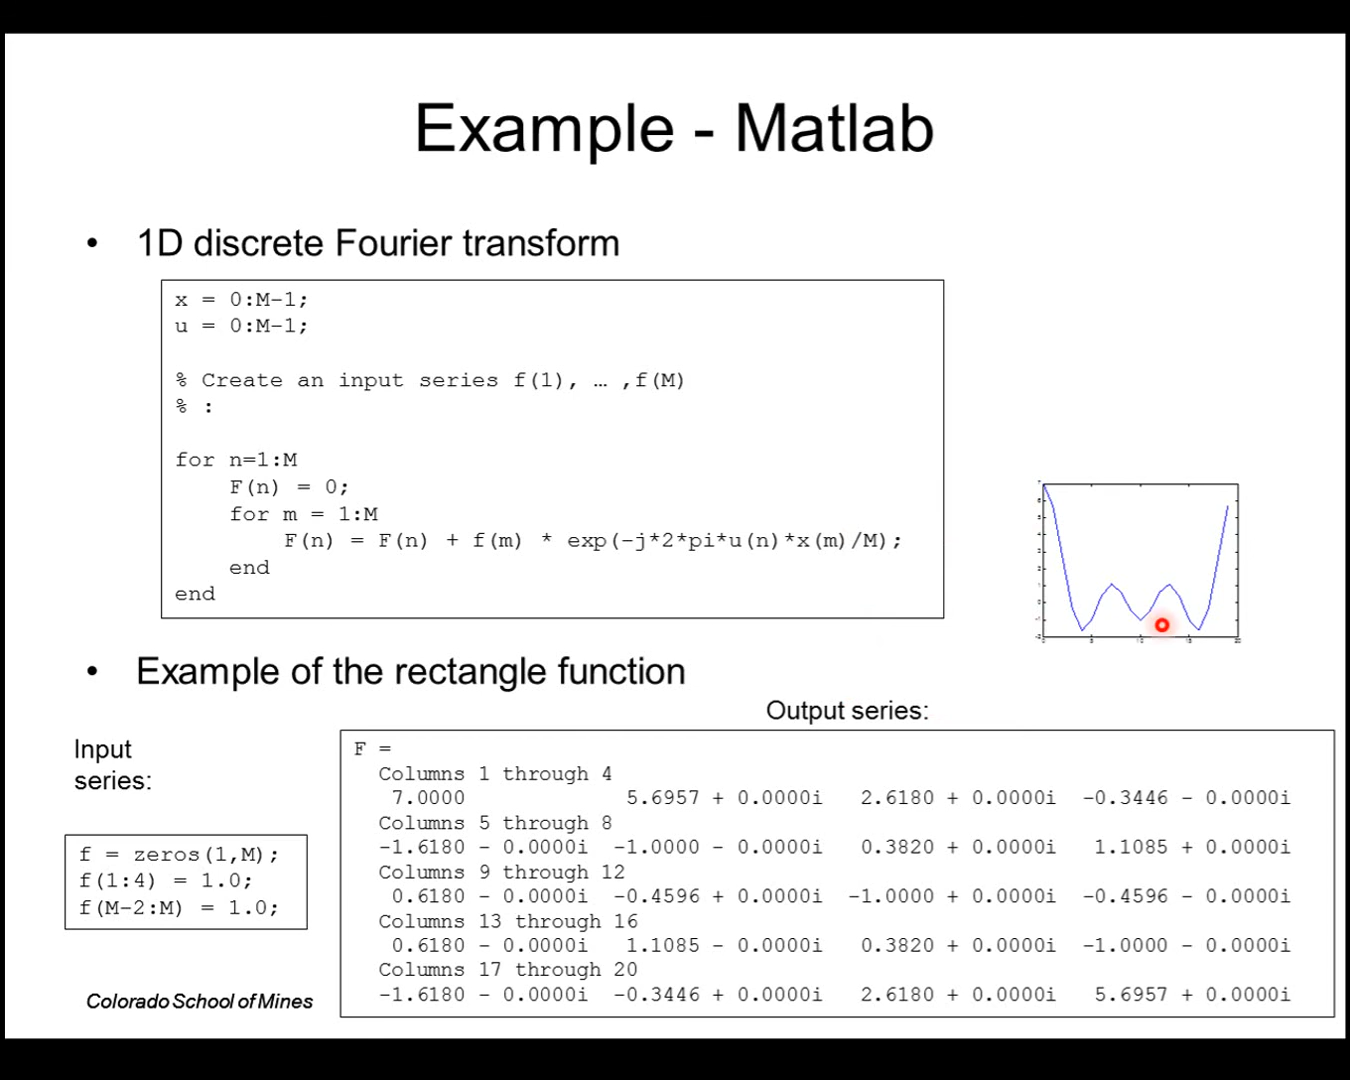 Example - Matlab
• 1D discrete Fourier transform
x = 0:M-1;
u = 0:M-1;
% Create an input series f(1), … ,f(M)
% :
for n=1:M
F(n) = 0;
for m = 1:M
F(n) = F(n) + f(m) * exp(-j*2*pi*u(n)*x(m)/M);
end
end
• Example of the rectangle function
Input
series:
f = zeros(1,M);
f(1:4) = 1.0;
f(M-2:M) = 1.0;
Output series:
F =
Columns 1 through 4
7.0000 5.6957 + 0.0000i 2.6180 + 0.0000i -0.3446 - 0.0000i
Columns 5 through 8
-1.6180 - 0.0000i -1.0000 - 0.0000i 0.3820 + 0.0000i 1.1085 + 0.0000i
Columns 9 through 12
0.6180 - 0.0000i -0.4596 + 0.0000i -1.0000 - 0.0000i -0.4596 - 0.0000i
Columns 13 through 16
0.6180 - 0.0000i 1.1085 - 0.0000i 0.3820 + 0.0000i -1.0000 - 0.0000i
Columns 17 through 20
-1.6180 - 0.0000i -0.3446 + 0.0000i 2.6180 + 0.0000i 5.6957 + 0.0000i
Colorado School of Mines